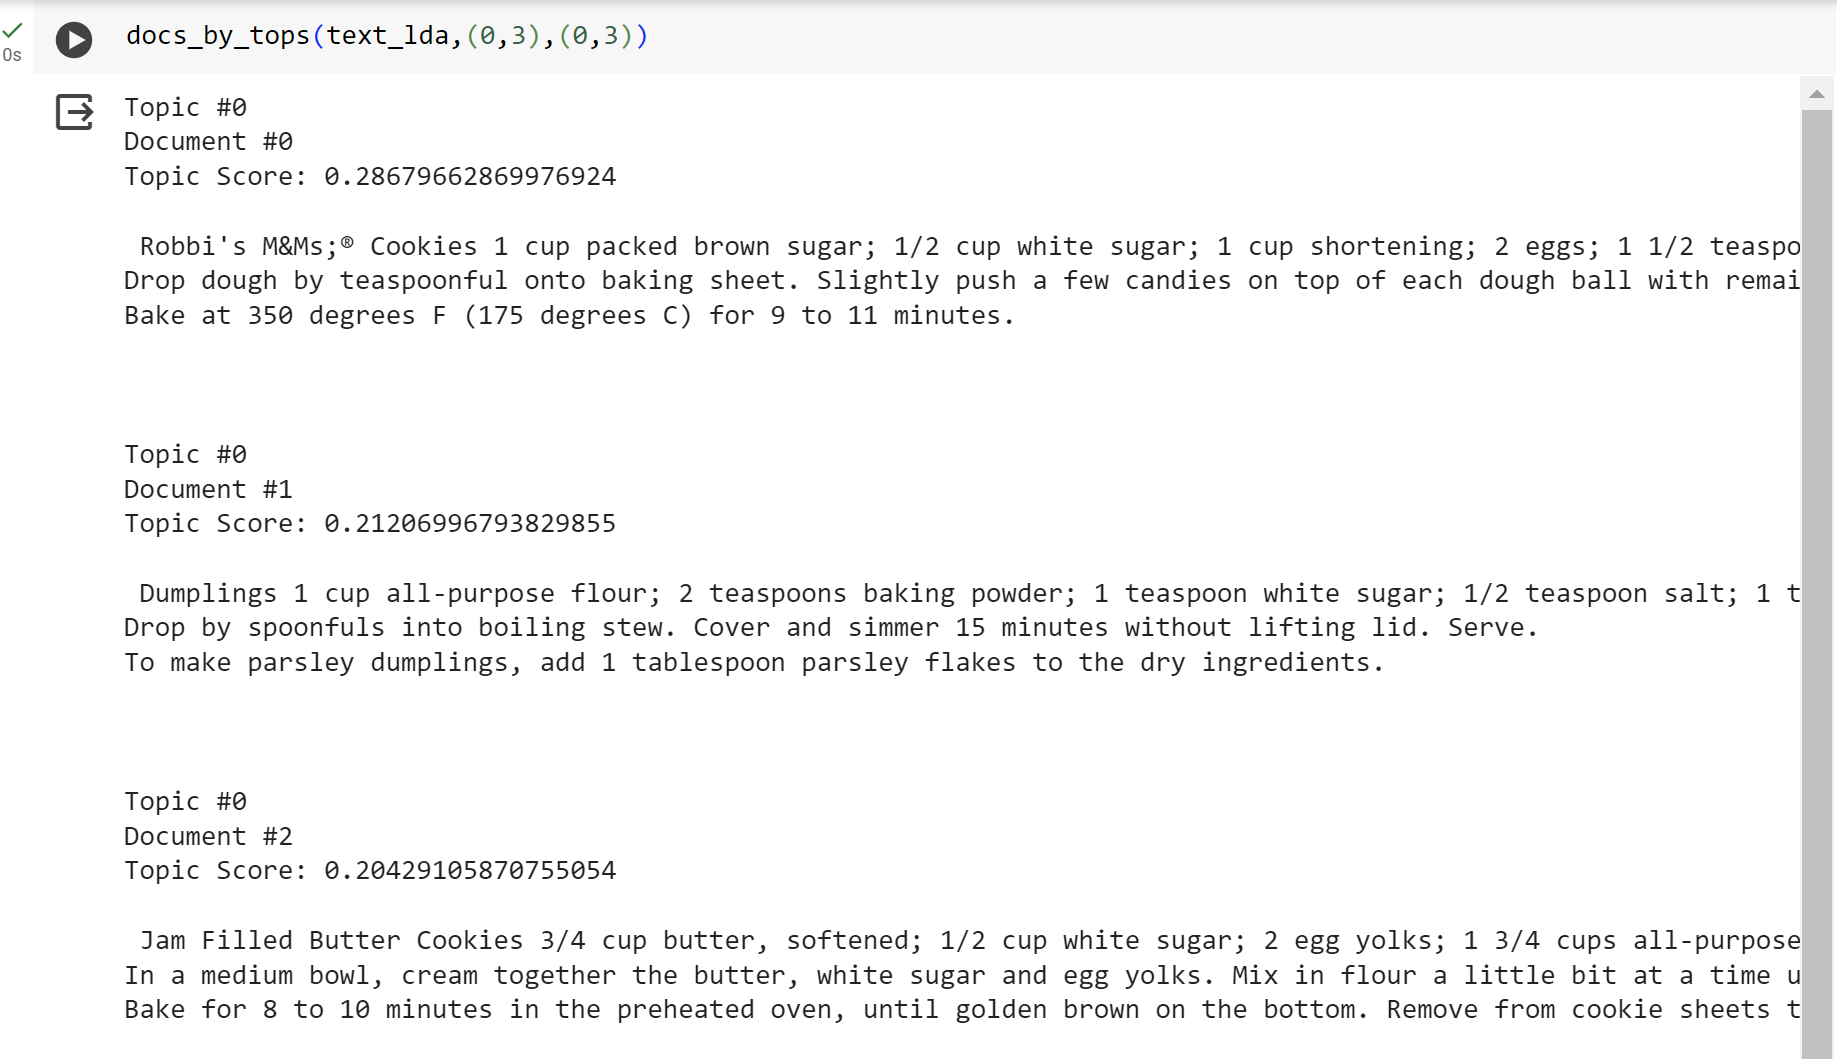 docs_by_tops(text_lda,(0,3),(0,3))
0s
Topic #0
Document #0
Topic Score: 0.28679662869976924
Robbi's M&Ms;® Cookies 1 cup packed brown sugar; 1/2 cup white sugar; 1 cup shortening; 2 eggs; 1 1/2 teaspo
Drop dough by teaspoonful onto baking sheet. Slightly push a few candies on top of each dough ball with remai
Bake at 350 degrees F (175 degrees C) for 9 to 11 minutes.
Topic #0
Document #1
Topic Score: 0.21206996793829855
Dumplings 1 cup all-purpose flour; 2 teaspoons baking powder; 1 teaspoon white sugar; 1/2 teaspoon salt; 1 t
Drop by spoonfuls into boiling stew. Cover and simmer 15 minutes without lifting lid. Serve.
To make parsley dumplings, add 1 tablespoon parsley flakes to the dry ingredients.
Topic #0
Document #2
Topic Score: 0.20429105870755054
Jam Filled Butter Cookies 3/4 cup butter, softened; 1/2 cup white sugar; 2 egg yolks; 1 3/4 cups all-purpose
In a medium bowl, cream together the butter, white sugar and egg yolks. Mix in flour a little bit at a time u
Bake for 8 to 10 minutes in the preheated oven, until golden brown on the bottom. Remove from cookie sheets t